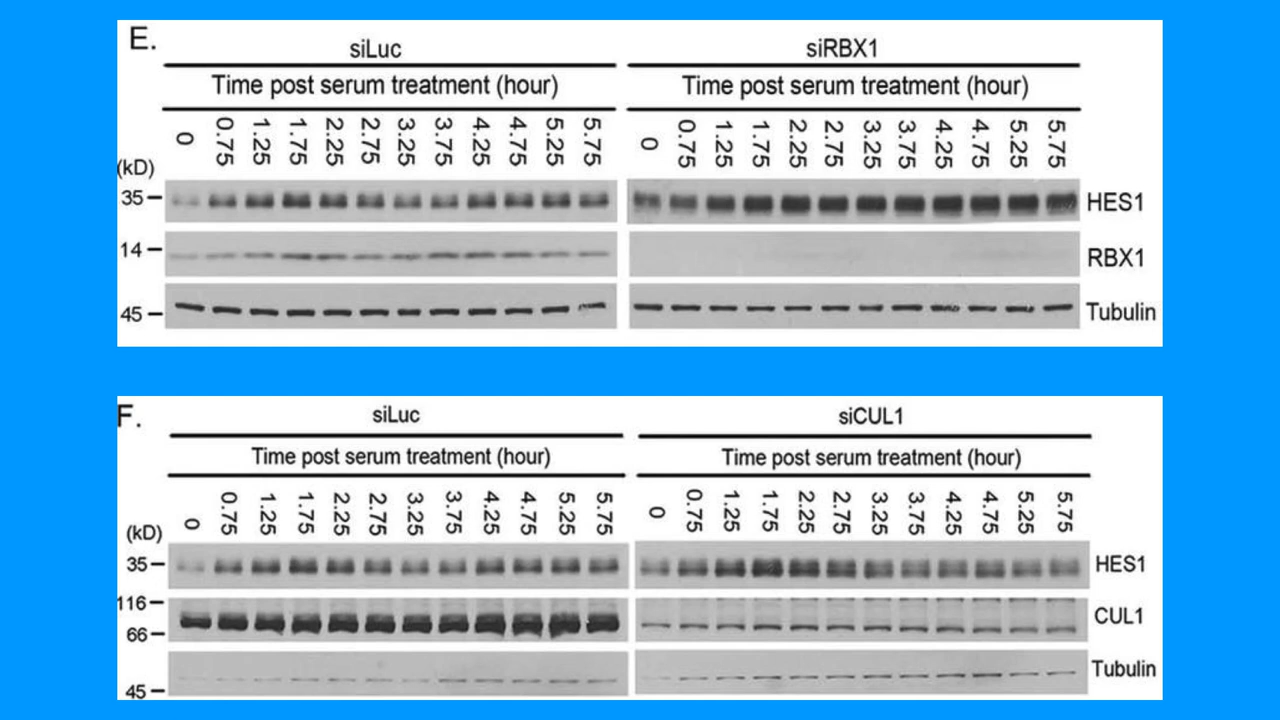 E.
siLuc siRBX1
Time post serum treatment (hour) Time post serum treatment (hour)
0 0.75 1.25 1.75 2.25 2.75 3.25 3.75 4.25 4.75 5.25 5.75 0 0.75 1.25 1.75 2.25 2.75 3.25 3.75 4.25 4.75 5.25 5.75
(kD)
35 HES1
14 RBX1
45 Tubulin
F.
siLuc siCUL1
Time post serum treatment (hour) Time post serum treatment (hour)
0 0.75 1.25 1.75 2.25 2.75 3.25 3.75 4.25 4.75 5.25 5.75 0 0.75 1.25 1.75 2.25 2.75 3.25 3.75 4.25 4.75 5.25 5.75
(kD)
35 HES1
116
CUL1
66
Tubulin
45